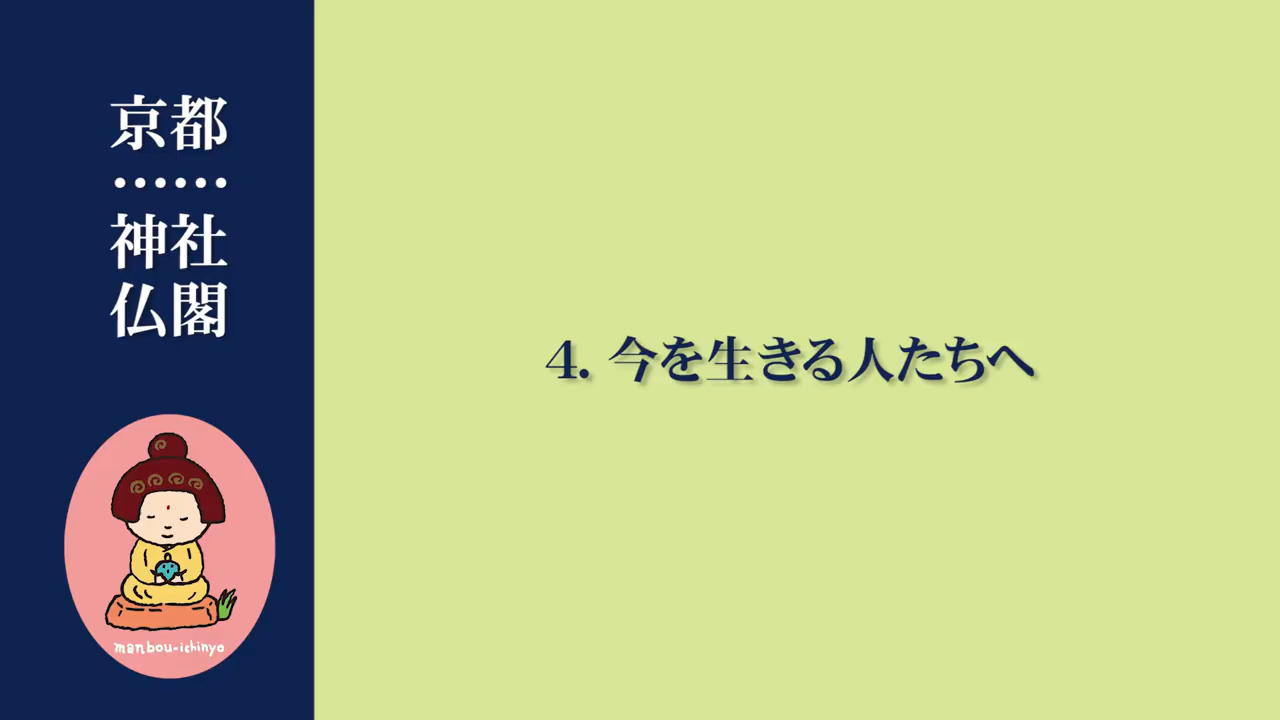 京都
……
神社
仏閣
manbou-ichinyo
4. 今を生きる人たちへ